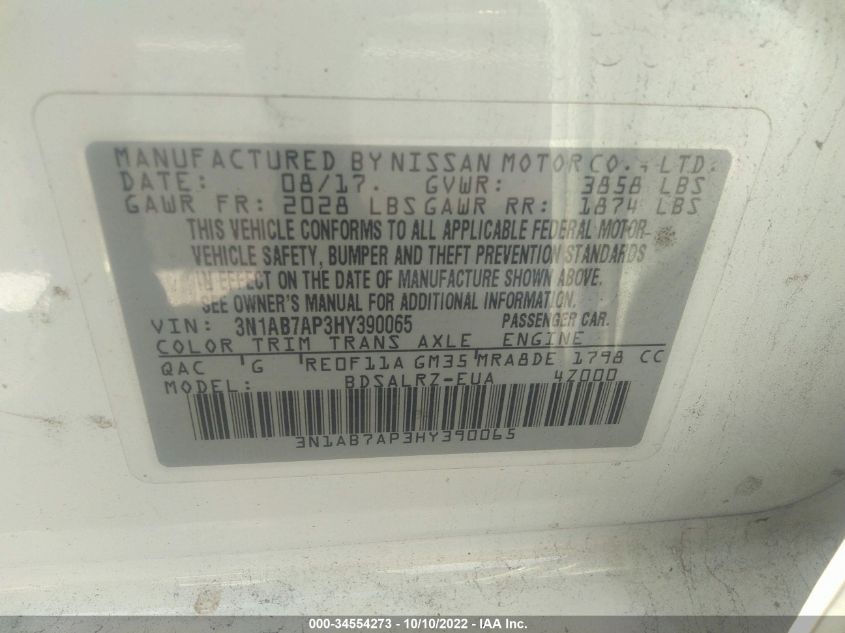 MANUFACTURED BY NISSAN MOTOR CO., LTD.
DATE: 08/17. GVWR: 3858 LBS
GAWR FR: 2028 LBS GAWR RR: 1874 LBS
THIS VEHICLE CONFORMS TO ALL APPLICABLE FEDERAL MOTOR-
VEHICLE SAFETY, BUMPER AND THEFT PREVENTION STANDARDS
IN EFFECT ON THE DATE OF MANUFACTURE SHOWN ABOVE.
SEE OWNER'S MANUAL FOR ADDITIONAL INFORMATION.
VIN: 3N1AB7AP3HY390065 PASSENGER CAR.
COLOR TRIM TRANS AXLE ENGINE
QAC G RE0F11A GM35 MRA8DE 1798 CC
MODEL: BDSALRZ-EUA 4Z000
3N1AB7AP3HY390065
000-34554273 - 10/10/2022 - IAA Inc.